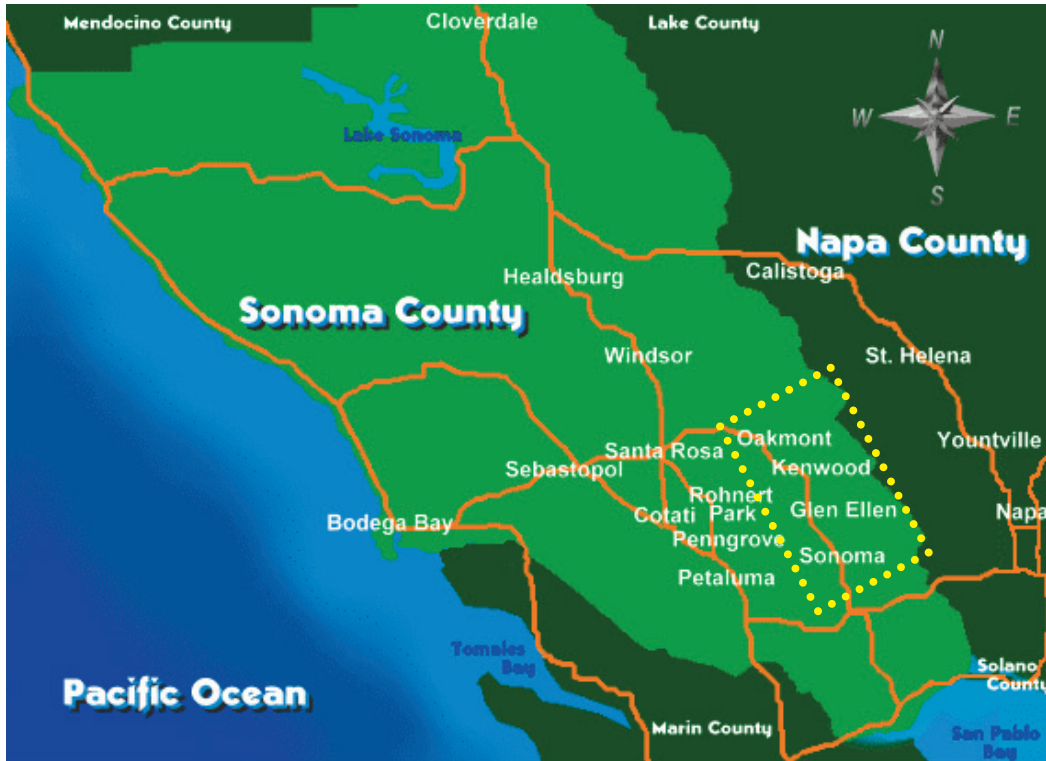 Mendocino County
Cloverdale
Lake County
N
W
E
S
Lake Sonoma
Napa County
Calistoga
Healdsburg
Sonoma County
Windsor
St. Helena
Oakmont
Yountville
Santa Rosa
Kenwood
Sebastopol
Rohnert
Park
Glen Ellen
Napa
Cotati
Bodega Bay
Penngrove
Sonoma
Petaluma
Tomales
Bay
Solano
County
Pacific Ocean
Marin County
San Pablo
Bay